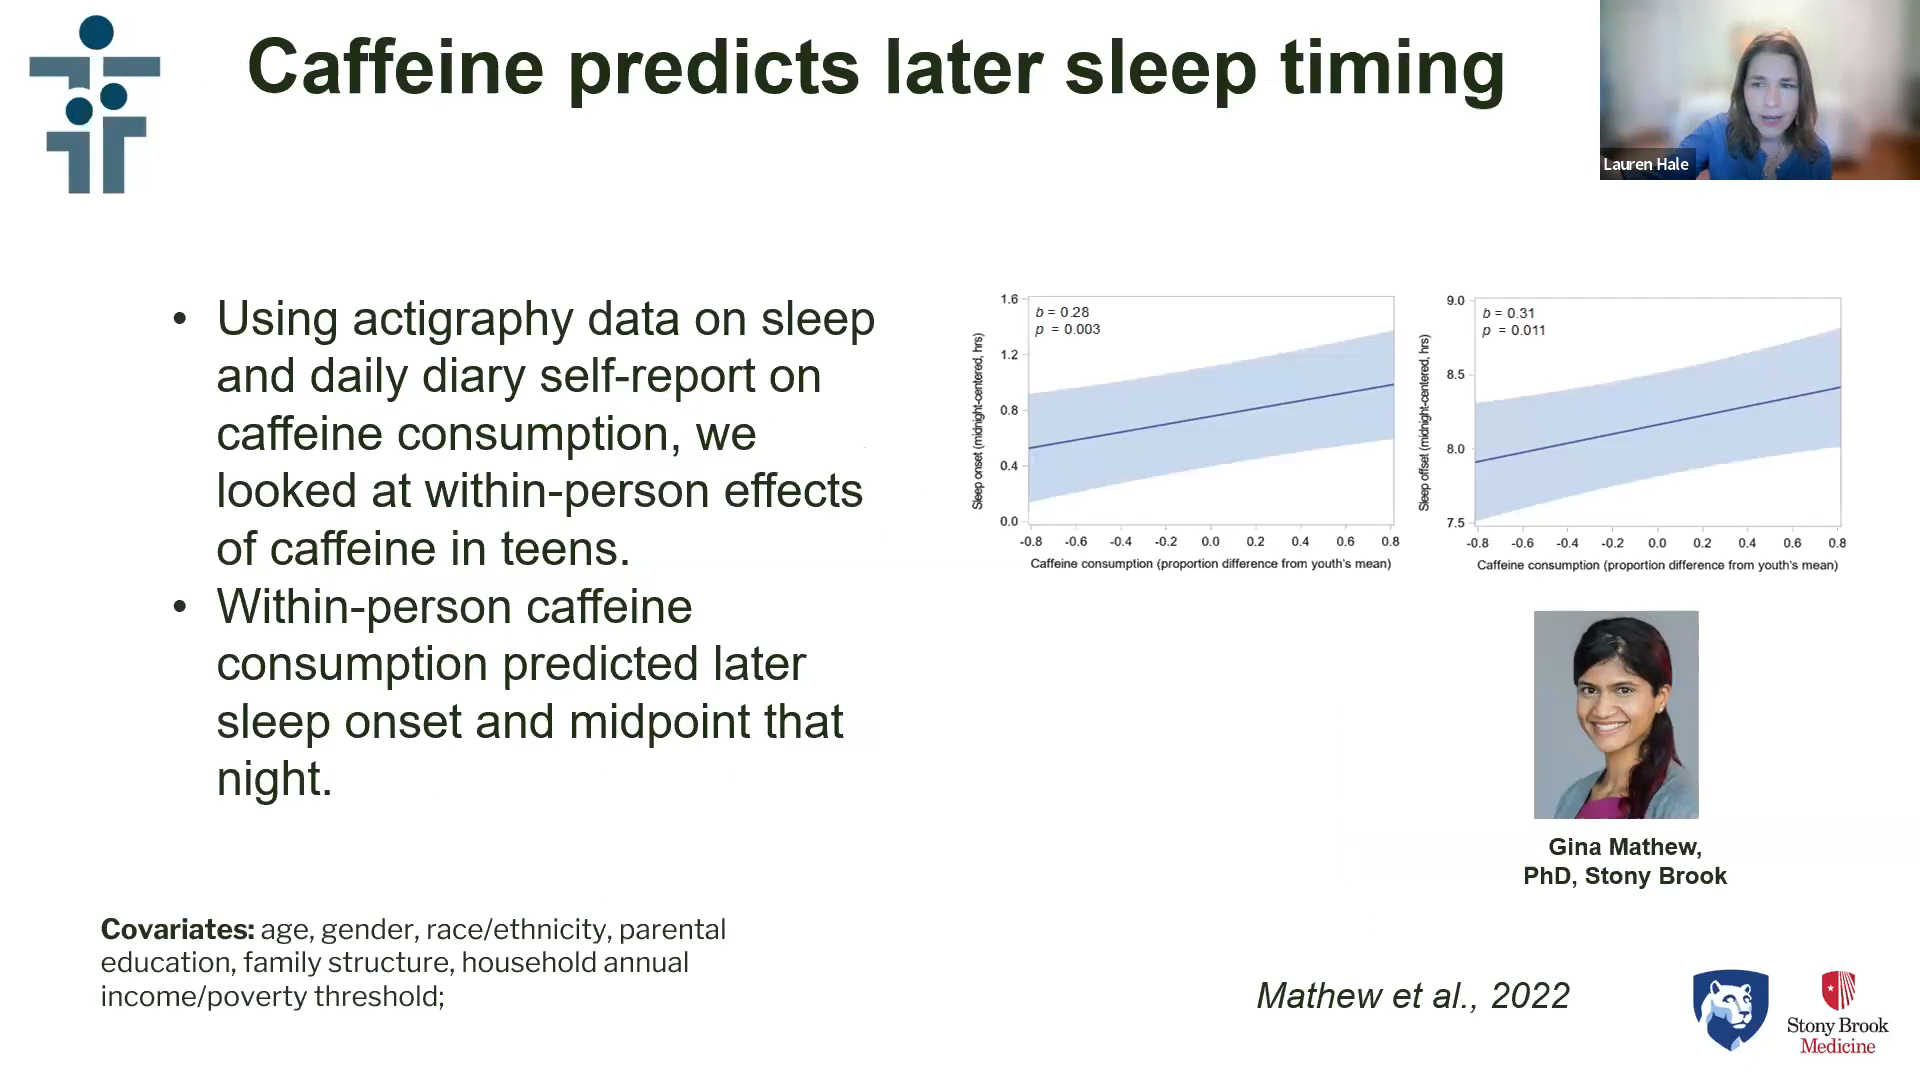 Caffeine predicts later sleep timing
Lauren Hale
• Using actigraphy data on sleep
and daily diary self-report on
caffeine consumption, we
looked at within-person effects
of caffeine in teens.
• Within-person caffeine
consumption predicted later
sleep onset and midpoint that
night.
Sleep onset (midnight-centered, hrs)
1.6
1.2
0.8
0.4
0.0
b = 0.28
p = 0.003
-0.8 -0.6 -0.4 -0.2 0.0 0.2 0.4 0.6 0.8
Caffeine consumption (proportion difference from youth's mean)
Sleep offset (midnight-centered, hrs)
9.0
8.5
8.0
7.5
b = 0.31
p = 0.011
-0.8 -0.6 -0.4 -0.2 0.0 0.2 0.4 0.6 0.8
Caffeine consumption (proportion difference from youth's mean)
Gina Mathew,
PhD, Stony Brook
Covariates: age, gender, race/ethnicity, parental
education, family structure, household annual
income/poverty threshold;
Mathew et al., 2022
Stony Brook
Medicine